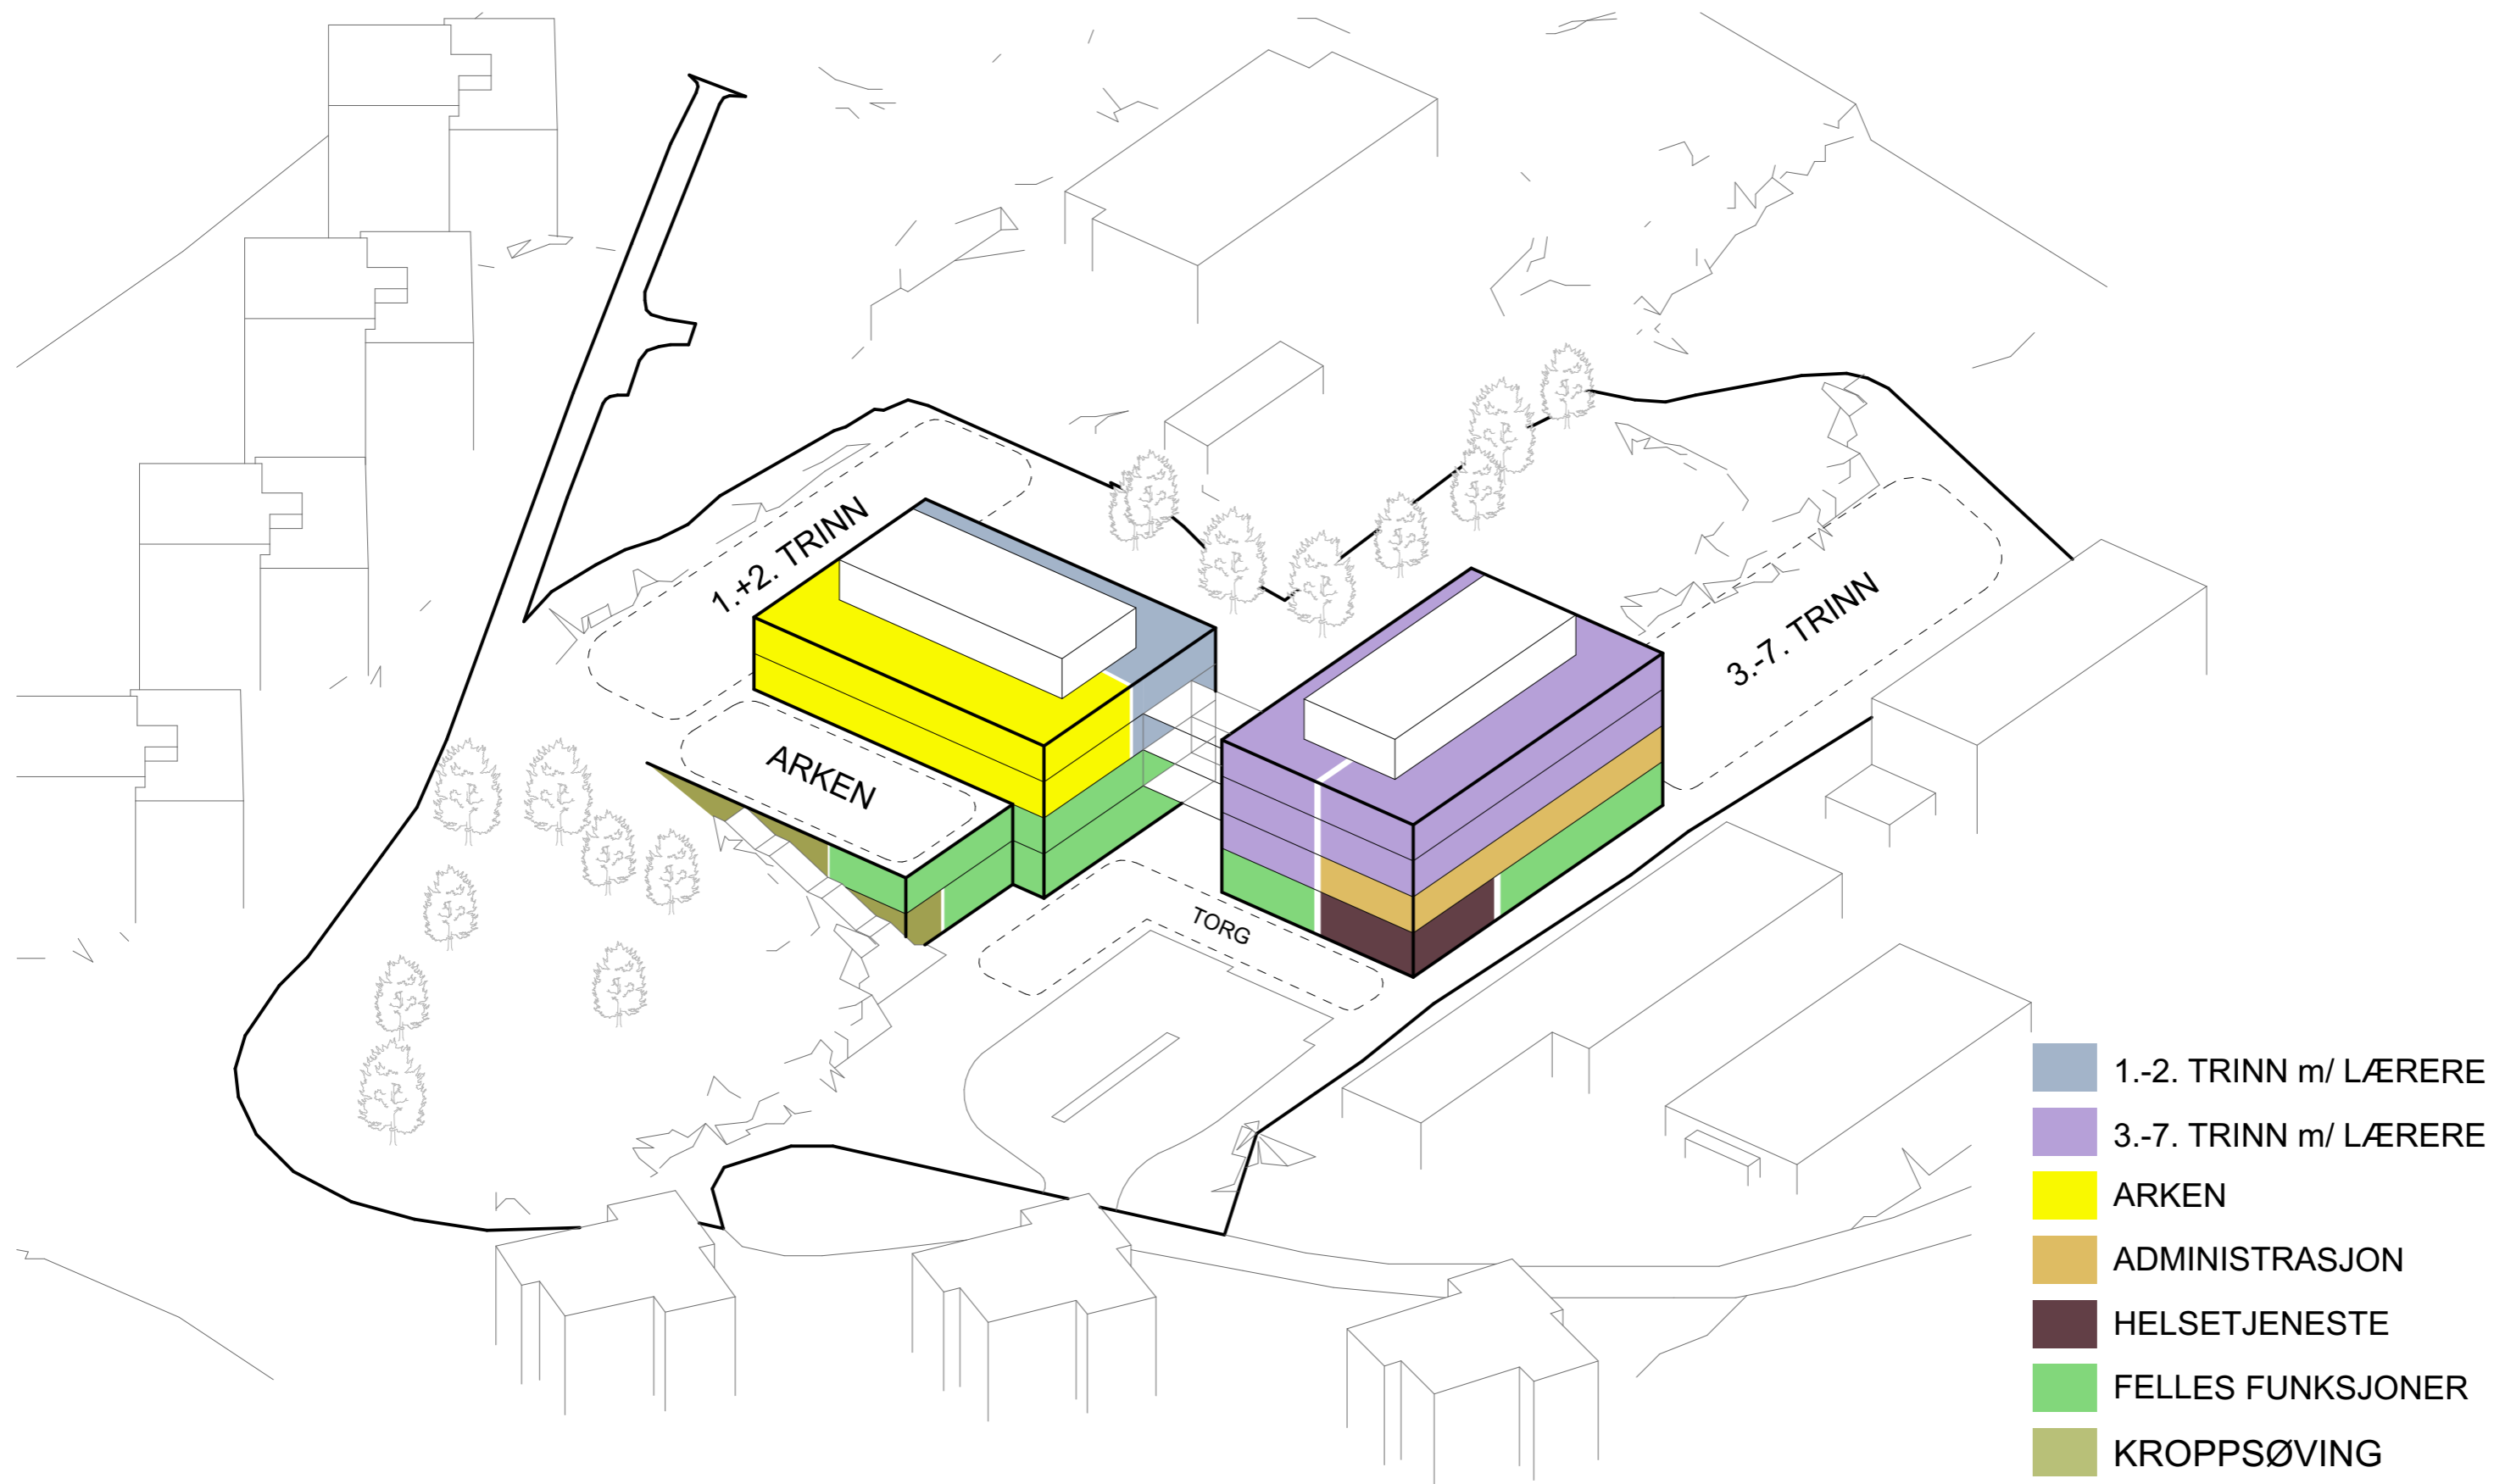 1.+2. TRINN
ARKEN
3.-7. TRINN
TORG
1.-2. TRINN m/ LÆRERE
3.-7. TRINN m/ LÆRERE
ARKEN
ADMINISTRASJON
HELSETJENESTE
FELLES FUNKSJONER
KROPPSØVING